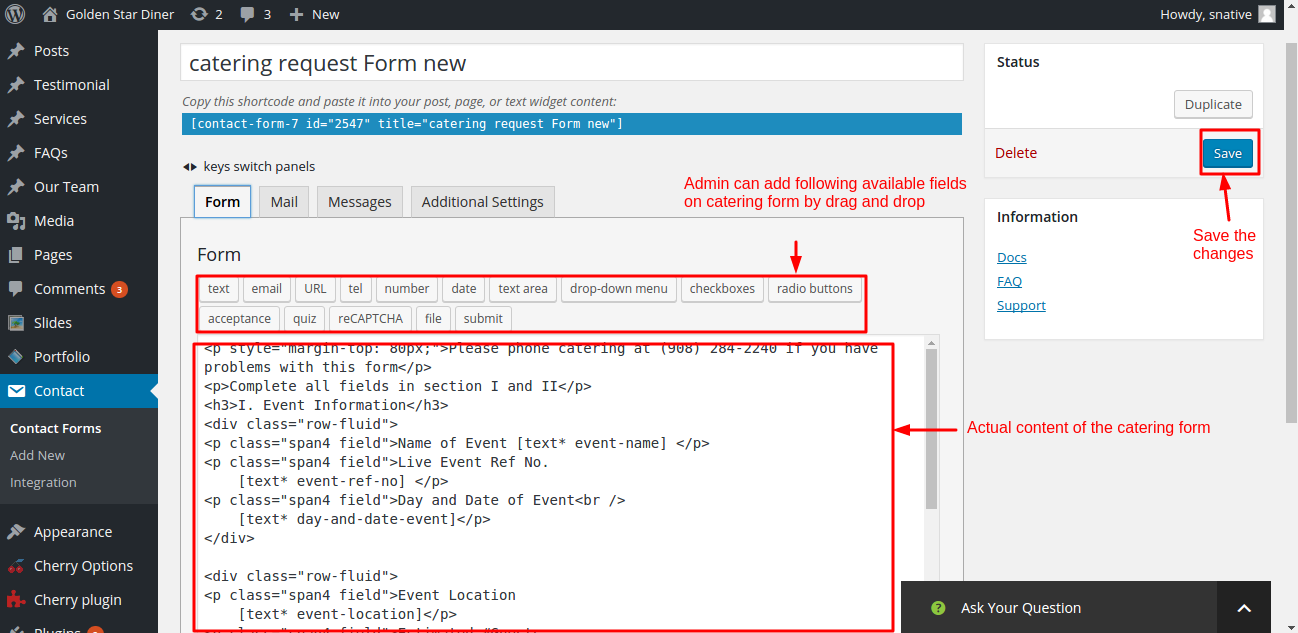 Golden Star Diner 2 3 New Howdy, snative
Posts
Testimonial
Services
FAQs
Our Team
Media
Pages
Comments 3
Slides
Portfolio
Contact
Contact Forms
Add New
Integration
Appearance
Cherry Options
Cherry plugin
Plugins
catering request Form new
Copy this shortcode and paste it into your post, page, or text widget content:
[contact-form-7 id="2547" title="catering request Form new"]
keys switch panels
Form Mail Messages Additional Settings
Admin can add following available fields
on catering form by drag and drop
Form
text email URL tel number date text area drop-down menu checkboxes radio buttons
acceptance quiz reCAPTCHA file submit
<p style="margin-top: 80px;">Please phone catering at (908) 284-2240 if you have
problems with this form</p>
<p>Complete all fields in section I and II</p>
<h3>I. Event Information</h3>
<div class="row-fluid">
<p class="span4 field">Name of Event [text* event-name] </p>
<p class="span4 field">Live Event Ref No.
[text* event-ref-no] </p>
<p class="span4 field">Day and Date of Event<br />
[text* day-and-date-event]</p>
</div>
<div class="row-fluid">
<p class="span4 field">Event Location
[text* event-location]</p>
Actual content of the catering form
Status
Duplicate
Delete
Save
Save the
changes
Information
Docs
FAQ
Support
? Ask Your Question